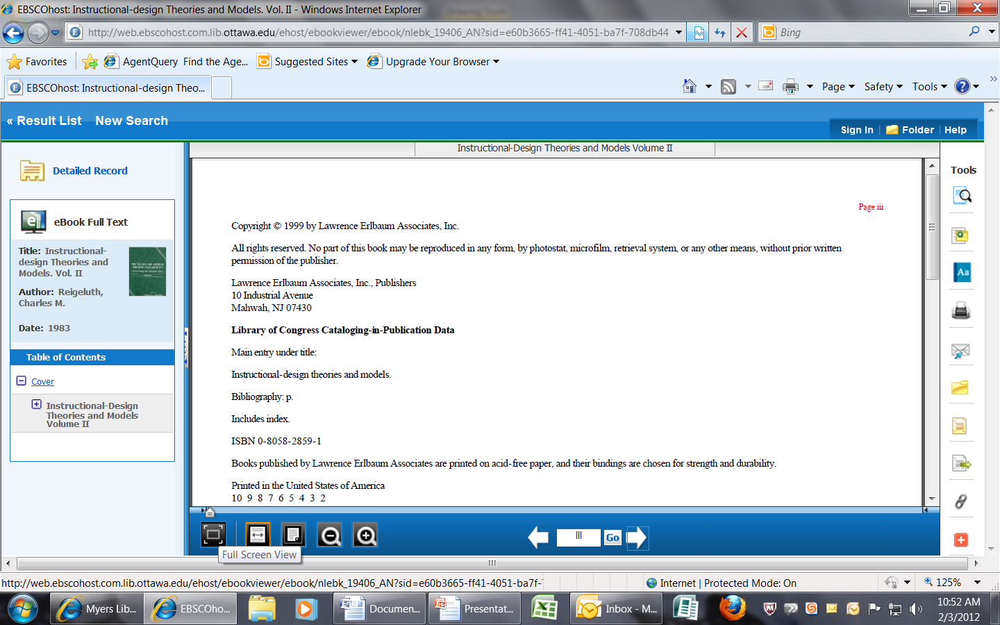 EBSCOhost: Instructional-design Theories and Models. Vol. II - Windows Internet Explorer
http://web.ebscohost.com.lib.ottawa.edu/ehost/ebookviewer/ebook/nlebk_19406_AN?sid=e60b3665-ff41-4051-ba7f-708db44
Bing
Favorites
AgentQuery Find the Age...
Suggested Sites
Upgrade Your Browser
EBSCOhost: Instructional-design Theo...
Page
Safety
Tools
« Result List
New Search
Sign In
Folder
Help
Detailed Record
eBook Full Text
Title: Instructional-
design Theories and
Models. Vol. II
Author: Reigeluth,
Charles M.
Date: 1983
Table of Contents
Cover
Instructional-Design
Theories and Models
Volume II
Instructional-Design Theories and Models Volume II
Page iii
Copyright © 1999 by Lawrence Erlbaum Associates, Inc.
All rights reserved. No part of this book may be reproduced in any form, by photostat, microfilm, retrieval system, or any other means, without prior written
permission of the publisher.
Lawrence Erlbaum Associates, Inc., Publishers
10 Industrial Avenue
Mahwah, NJ 07430
Library of Congress Cataloging-in-Publication Data
Main entry under title:
Instructional-design theories and models.
Bibliography: p.
Includes index.
ISBN 0-8058-2859-1
Books published by Lawrence Erlbaum Associates are printed on acid-free paper, and their bindings are chosen for strength and durability.
Printed in the United States of America
10 9 8 7 6 5 4 3 2
Tools
Aa
III
Go
Full Screen View
http://web.ebscohost.com.lib.ottawa.edu/ehost/ebookviewer/ebook/nlebk_19406_AN?sid=e60b3665-ff41-4051-ba7f-
Internet | Protected Mode: On
125%
Myers Lib...
EBSCOho...
Documen...
Presentat...
Inbox - M...
10:52 AM
2/3/2012